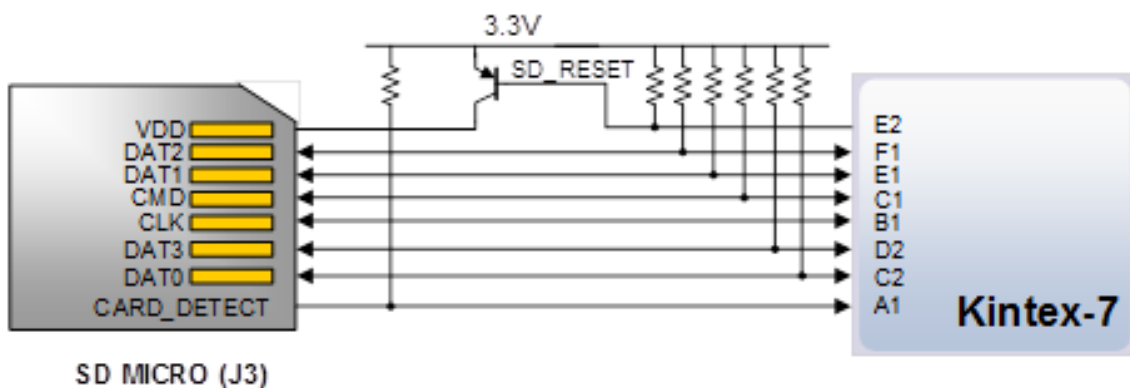 3.3V
SD_RESET
VDD
DAT2
DAT1
CMD
CLK
DAT3
DAT0
CARD_DETECT
SD MICRO (J3)
E2
F1
E1
C1
B1
D2
C2
A1
Kintex-7